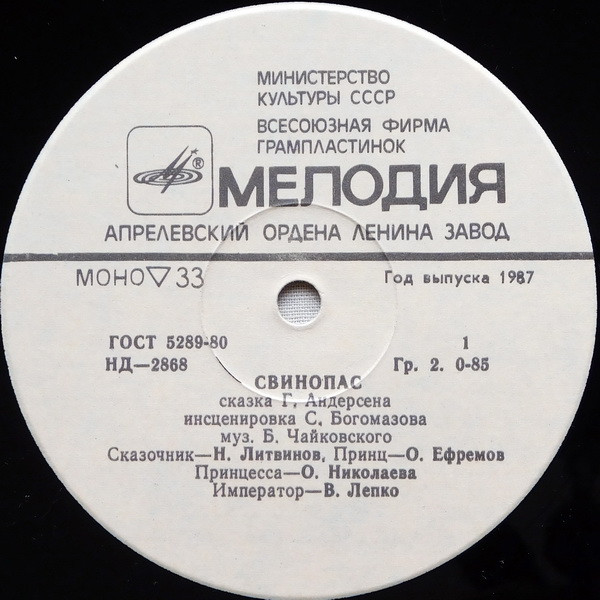 МИНИСТЕРСТВО
КУЛЬТУРЫ СССР
ВСЕСОЮЗНАЯ ФИРМА
ГРАМПЛАСТИНОК
®
МЕЛОДИЯ
АПРЕЛЕВСКИЙ ОРДЕНА ЛЕНИНА ЗАВОД
МОНО▽33
Год выпуска 1987
ГОСТ 5289-80 1
НД—2868 Гр. 2. 0-85
СВИНОПАС
сказка Г. Андерсена
инсценировка С. Богомазова
муз. Б. Чайковского
Сказочник—Н. Литвинов, Принц—О. Ефремов
Принцесса—О. Николаева
Император—В. Лепко